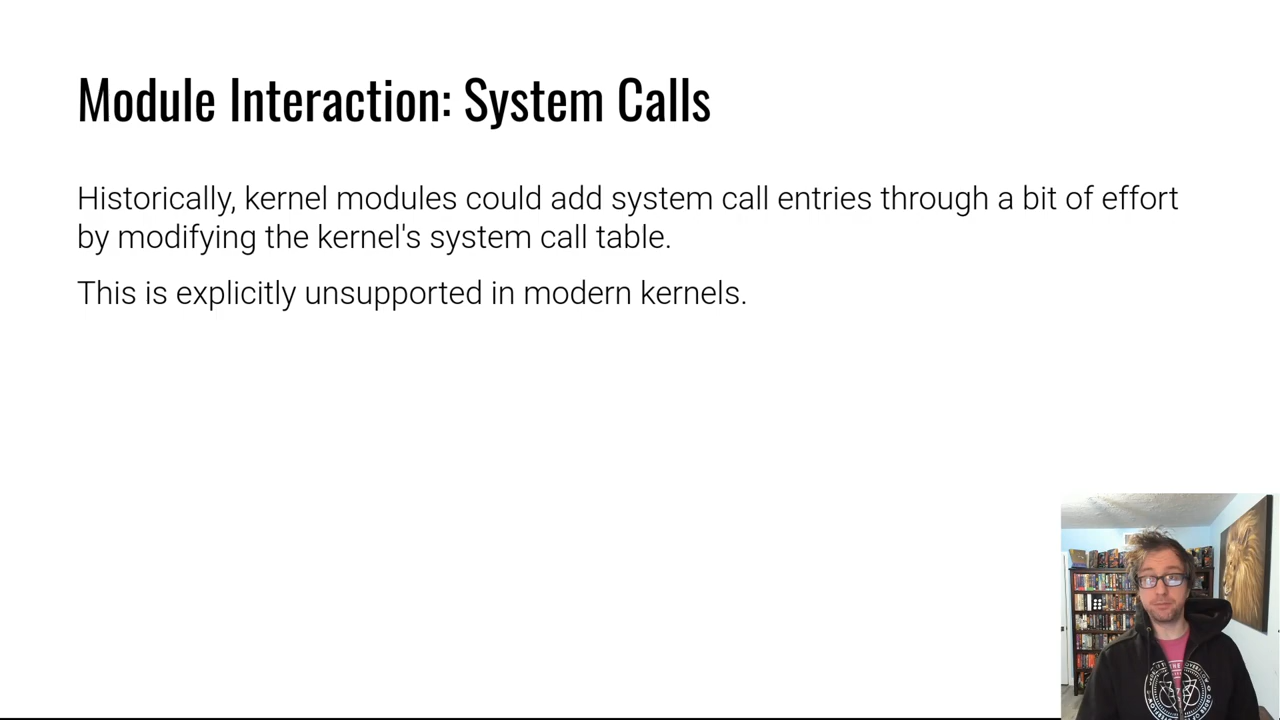 Module Interaction: System Calls
Historically, kernel modules could add system call entries through a bit of effort
by modifying the kernel's system call table.
This is explicitly unsupported in modern kernels.